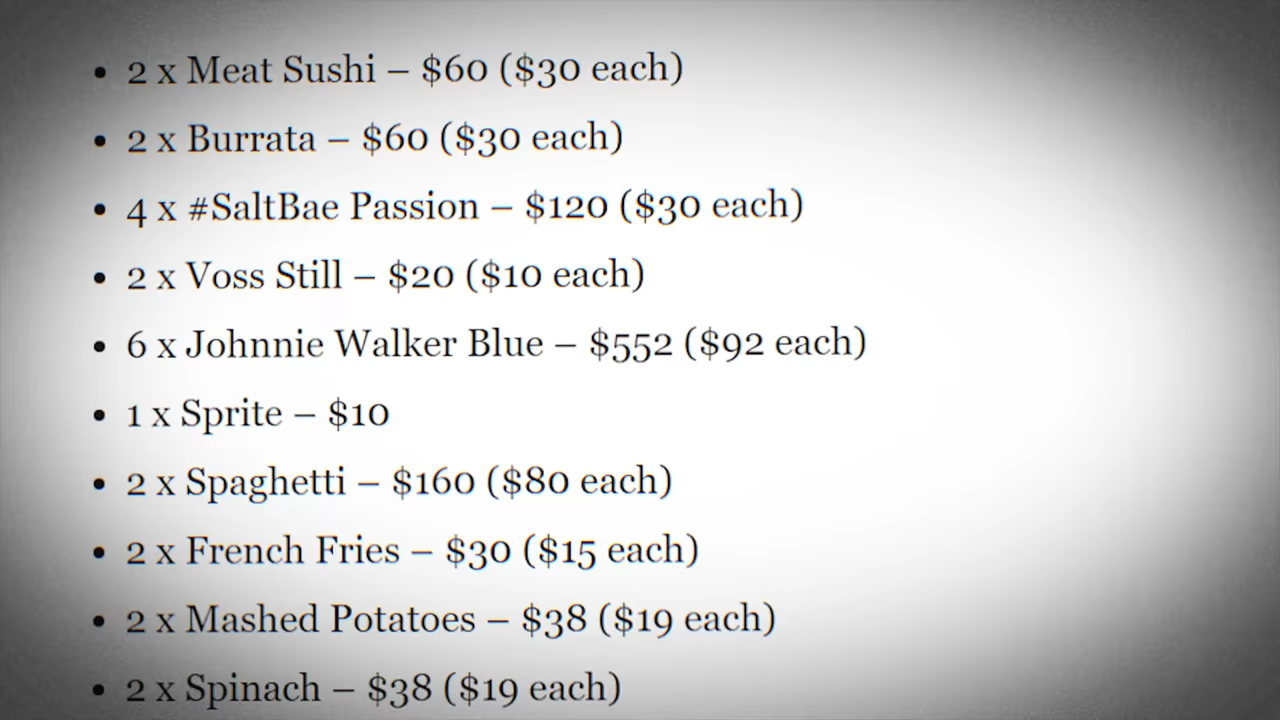 • 2 x Meat Sushi – $60 ($30 each)
• 2 x Burrata – $60 ($30 each)
• 4 x #SaltBae Passion – $120 ($30 each)
• 2 x Voss Still – $20 ($10 each)
• 6 x Johnnie Walker Blue – $552 ($92 each)
• 1 x Sprite – $10
• 2 x Spaghetti – $160 ($80 each)
• 2 x French Fries – $30 ($15 each)
• 2 x Mashed Potatoes – $38 ($19 each)
• 2 x Spinach – $38 ($19 each)